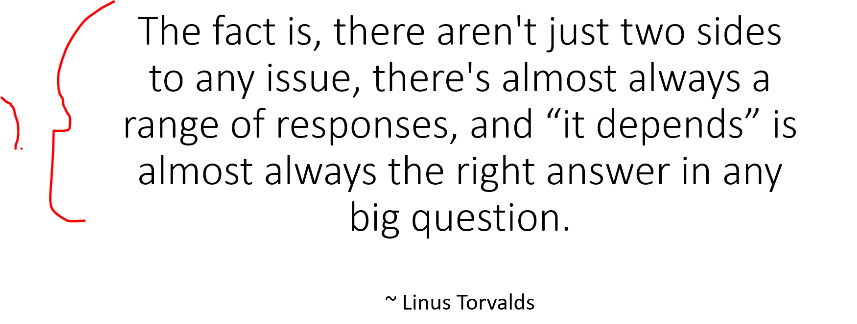 The fact is, there aren't just two sides
to any issue, there's almost always a
range of responses, and “it depends” is
almost always the right answer in any
big question.
~ Linus Torvalds